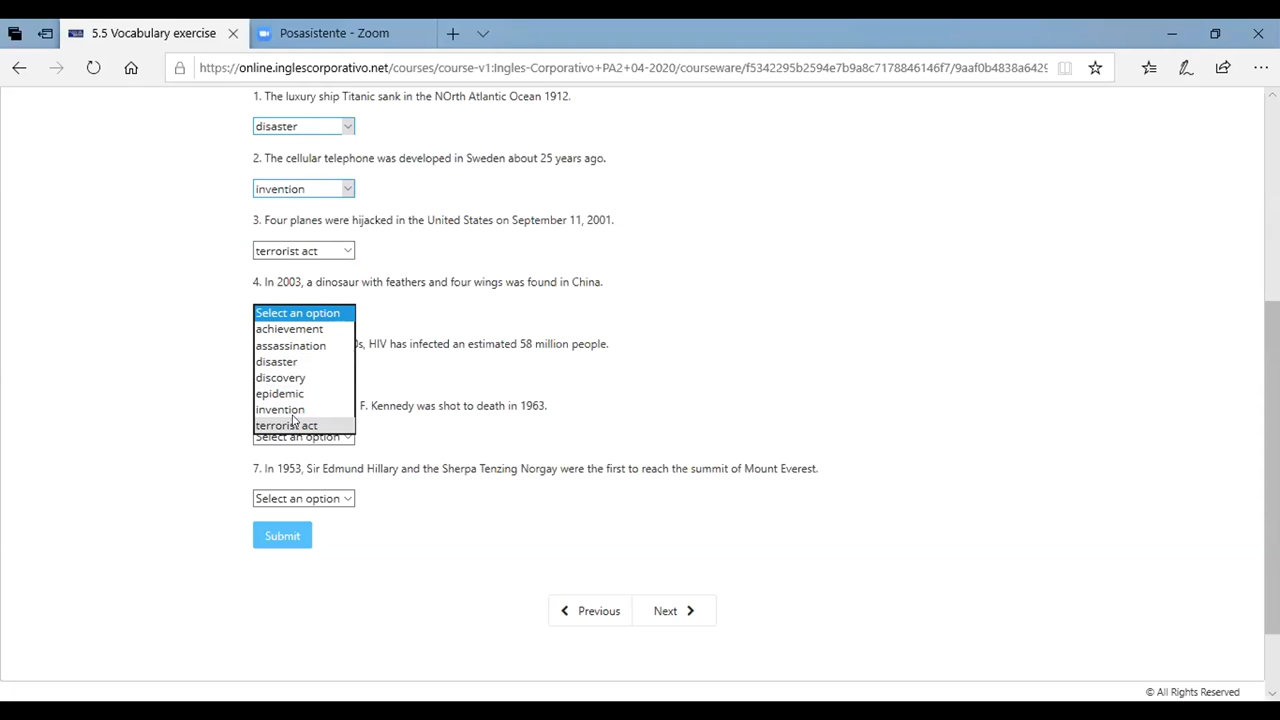 5.5 Vocabulary exercise
Posasistente - Zoom
https://online.inglescorporativo.net/courses/course-v1:Ingles-Corporativo+PA2+04-2020/courseware/f5342295b2594e7b9a8c7178846146f7/9aaf0b4838a6429
1. The luxury ship Titanic sank in the NOrth Atlantic Ocean 1912.
disaster
2. The cellular telephone was developed in Sweden about 25 years ago.
invention
3. Four planes were hijacked in the United States on September 11, 2001.
terrorist act
4. In 2003, a dinosaur with feathers and four wings was found in China.
Select an option
achievement
assassination
HIV has infected an estimated 58 million people.
disaster
discovery
epidemic
invention
F. Kennedy was shot to death in 1963.
terrorist act
Select an option
7. In 1953, Sir Edmund Hillary and the Sherpa Tenzing Norgay were the first to reach the summit of Mount Everest.
Select an option
Submit
Previous
Next
© All Rights Reserved